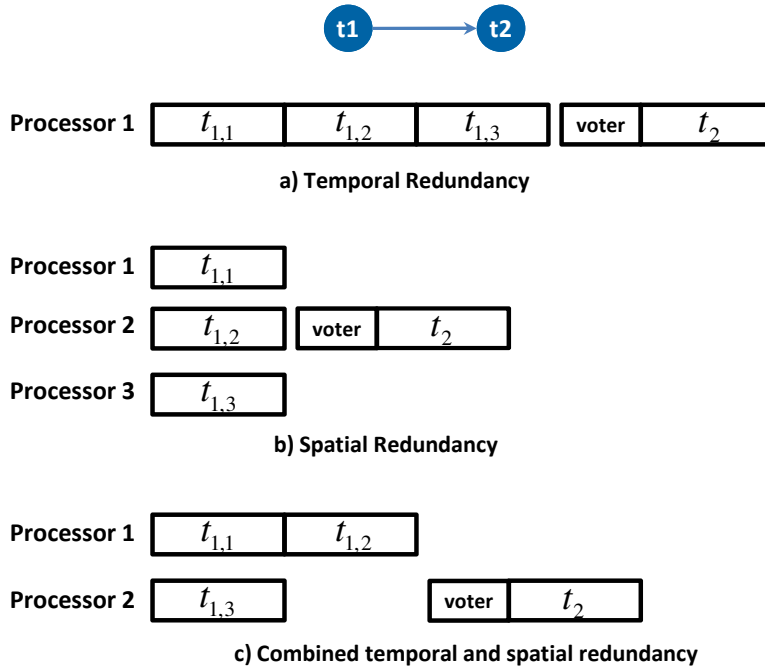 t1 t2
Processor 1 t1,1 t1,2 t1,3 voter t2
a) Temporal Redundancy
Processor 1 t1,1
Processor 2 t1,2 voter t2
Processor 3 t1,3
b) Spatial Redundancy
Processor 1 t1,1 t1,2
Processor 2 t1,3 voter t2
c) Combined temporal and spatial redundancy